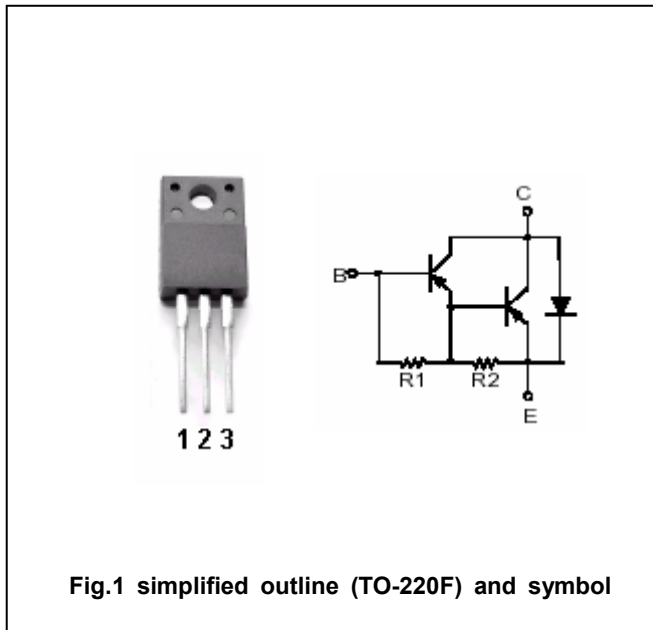 C
B
R1 R2
E
1 2 3
Fig.1 simplified outline (TO-220F) and symbol